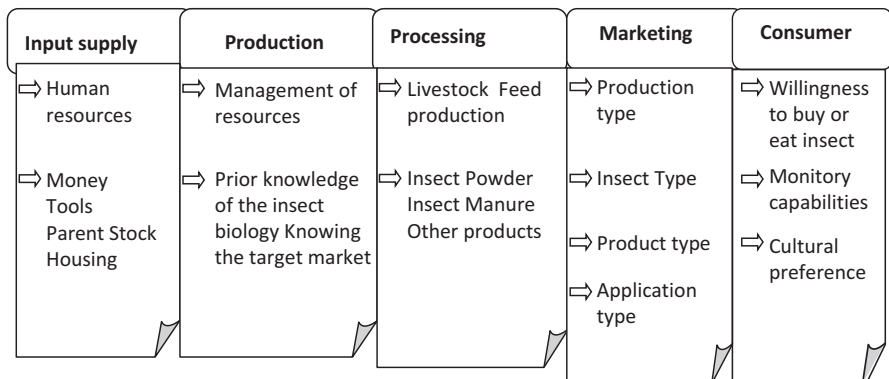 Input supply
Human
resources
Money
Tools
Parent Stock
Housing
Production
Management of
resources
Prior knowledge
of the insect
biology Knowing
the target market
Processing
Livestock Feed
production
Insect Powder
Insect Manure
Other products
Marketing
Production
type
Insect Type
Product type
Application
type
Consumer
Willingness
to buy or
eat insect
Monitory
capabilities
Cultural
preference